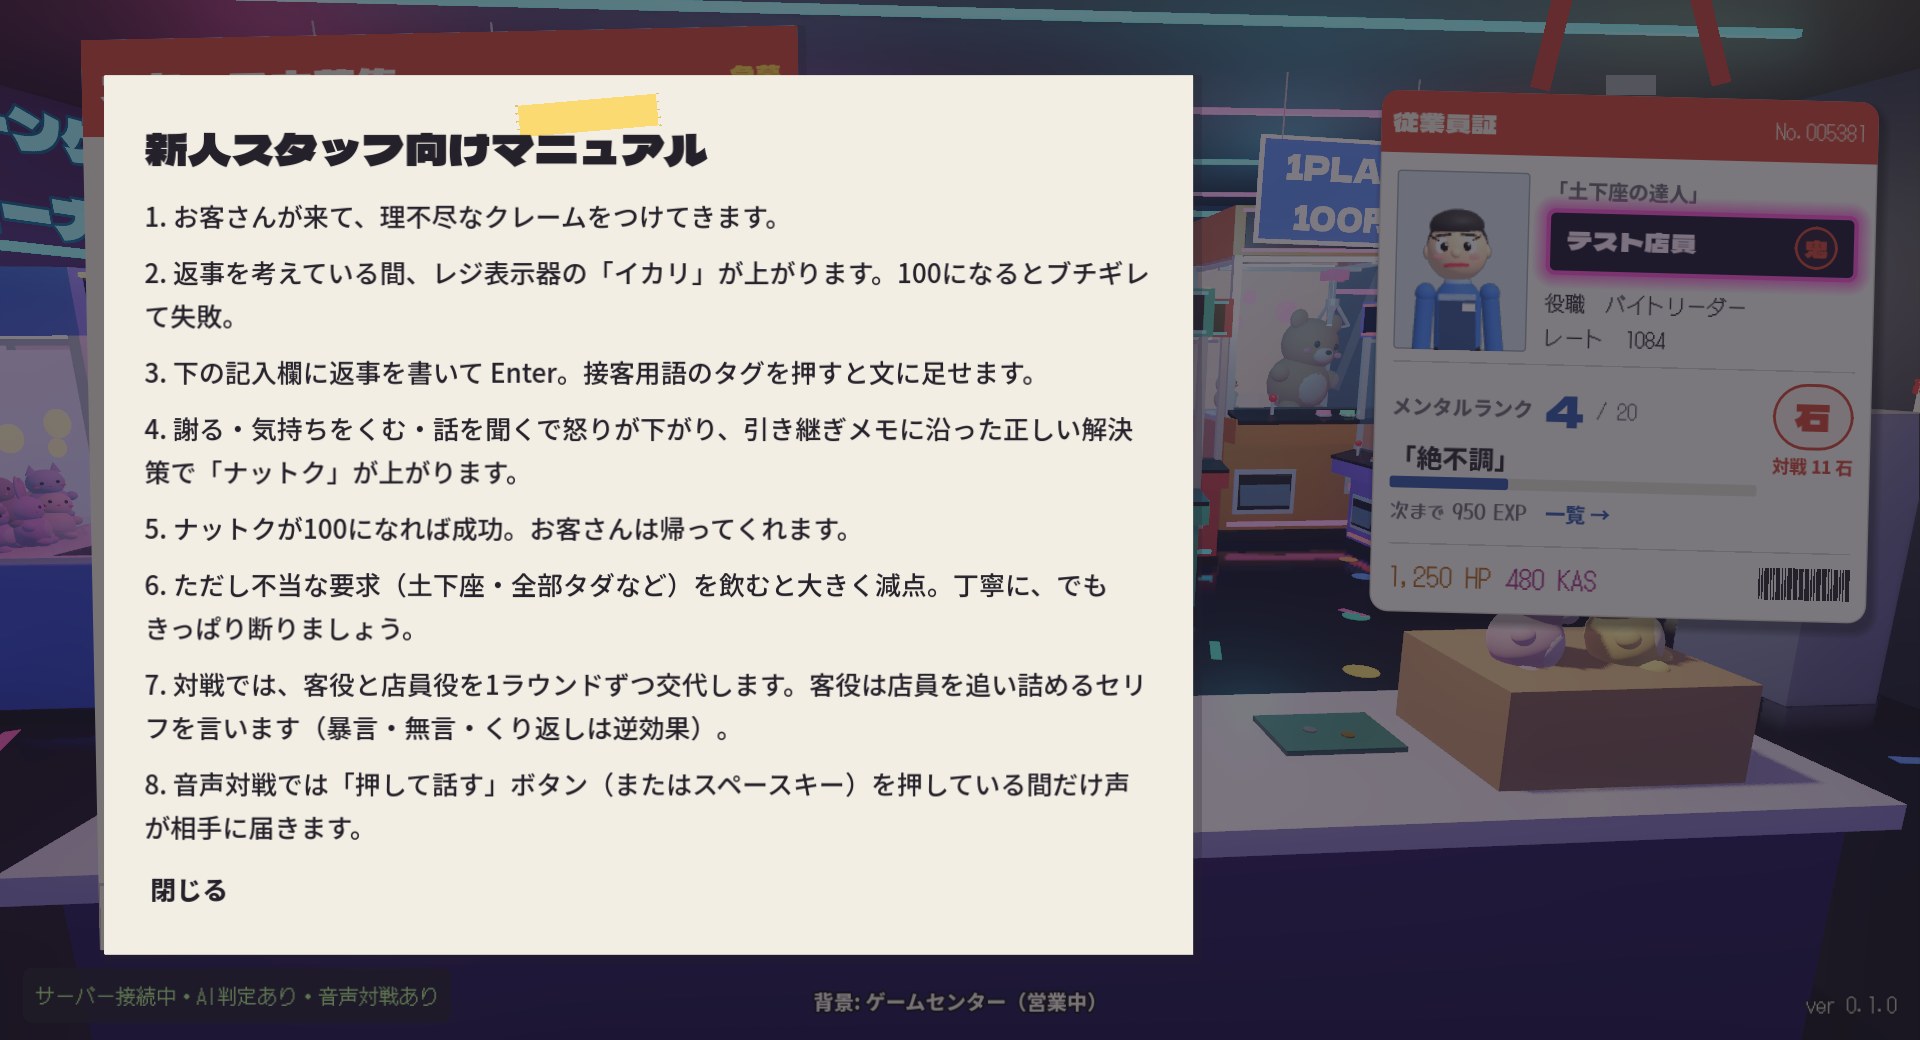 新人スタッフ向けマニュアル
1. お客さんが来て、理不尽なクレームをつけてきます。
2. 返事を考えている間、レジ表示器の「イカリ」が上がります。100になるとブチギレ
て失敗。
3. 下の記入欄に返事を書いて Enter。接客用語のタグを押すと文に足せます。
4. 謝る・気持ちをくむ・話を聞くで怒りが下がり、引き継ぎメモに沿った正しい解決
策で「ナットク」が上がります。
5. ナットクが100になれば成功。お客さんは帰ってくれます。
6. ただし不当な要求（土下座・全部タダなど）を飲むと大きく減点。丁寧に、でも
きっぱり断りましょう。
7. 対戦では、客役と店員役を1ラウンドずつ交代します。客役は店員を追い詰めるセリ
フを言います（暴言・無言・くり返しは逆効果）。
8. 音声対戦では「押して話す」ボタン（またはスペースキー）を押している間だけ声
が相手に届きます。
閉じる
1PLA
100
従業員証
No. 005381
「土下座の達人」
テスト店員
役職 バイトリーダー
レート 1084
メンタルランク 4 / 20
石
「絶不調」
対戦 11 石
次まで 950 EXP 一覧 →
1,250 HP 480 KAS
サーバー接続中・AI判定あり・音声対戦あり
背景: ゲームセンター（営業中）
ver 0.1.0